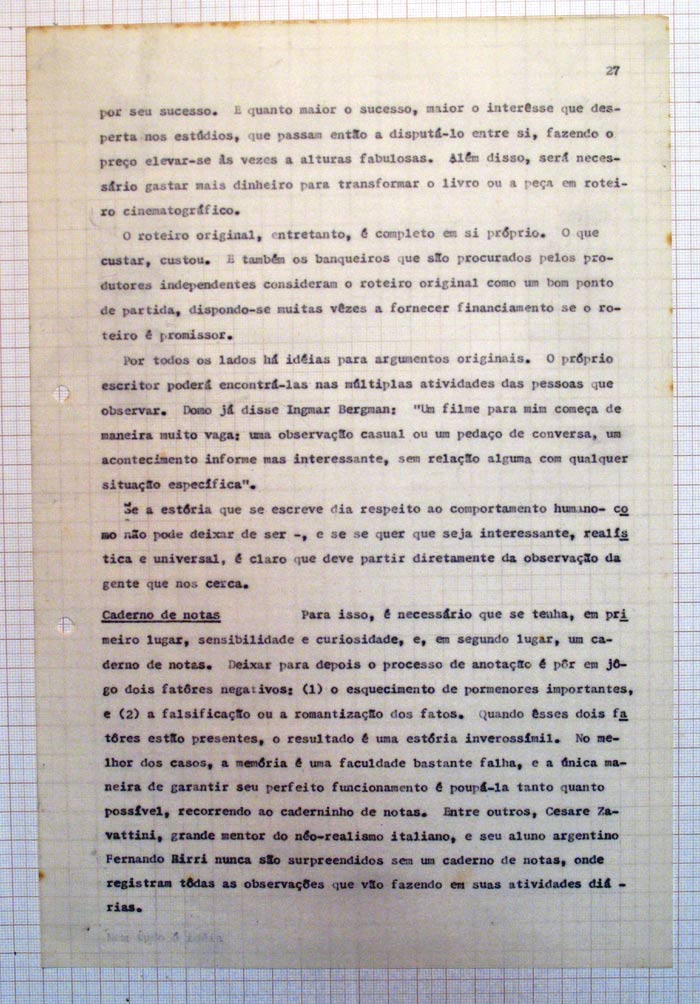 27
por seu sucesso. E quanto maior o sucesso, maior o interêsse que des-
perta nos estúdios, que passam então a disputá-lo entre si, fazendo o
preço elevar-se às vezes a alturas fabulosas. Além disso, será neces-
sário gastar mais dinheiro para transformar o livro ou a peça em rotei-
ro cinematográfico.
O roteiro original, entretanto, é completo em si próprio. O que
custar, custou. E também os banqueiros que são procurados pelos pro-
dutores independentes consideram o roteiro original como um bom ponto
de partida, dispondo-se muitas vêzes a fornecer financiamento se o ro-
teiro é promissor.
Por todos os lados há idéias para argumentos originais. O próprio
escritor poderá encontrá-las nas múltiplas atividades das pessoas que
observar. Domo já disse Ingmar Bergman: "Um filme para mim começa de
maneira muito vaga: uma observação casual ou um pedaço de conversa, um
acontecimento informe mas interessante, sem relação alguma com qualquer
situação específica".
Se a estória que se escreve dia respeito ao comportamento humano- co
mo não pode deixar de ser -, e se se quer que seja interessante, realís
tica e universal, é claro que deve partir diretamente da observação da
gente que nos cerca.
Caderno de notas Para isso, é necessário que se tenha, em pri
meiro lugar, sensibilidade e curiosidade, e, em segundo lugar, um ca-
derno de notas. Deixar para depois o processo de anotação é pôr em jô-
go dois fatôres negativos: (1) o esquecimento de pormenores importantes,
e (2) a falsificação ou a romantização dos fatos. Quando êsses dois fa
tôres estão presentes, o resultado é uma estória inverossímil. No me-
lhor dos casos, a memória é uma faculdade bastante falha, e a única ma-
neira de garantir seu perfeito funcionamento é poupá-la tanto quanto
possível, recorrendo ao caderninho de notas. Entre outros, Cesare Za-
vattini, grande mentor do néo-realismo italiano, e seu aluno argentino
Fernando Birri nunca são surpreendidos sem um caderno de notas, onde
registram tôdas as observações que vão fazendo em suas atividades diá -
rias.